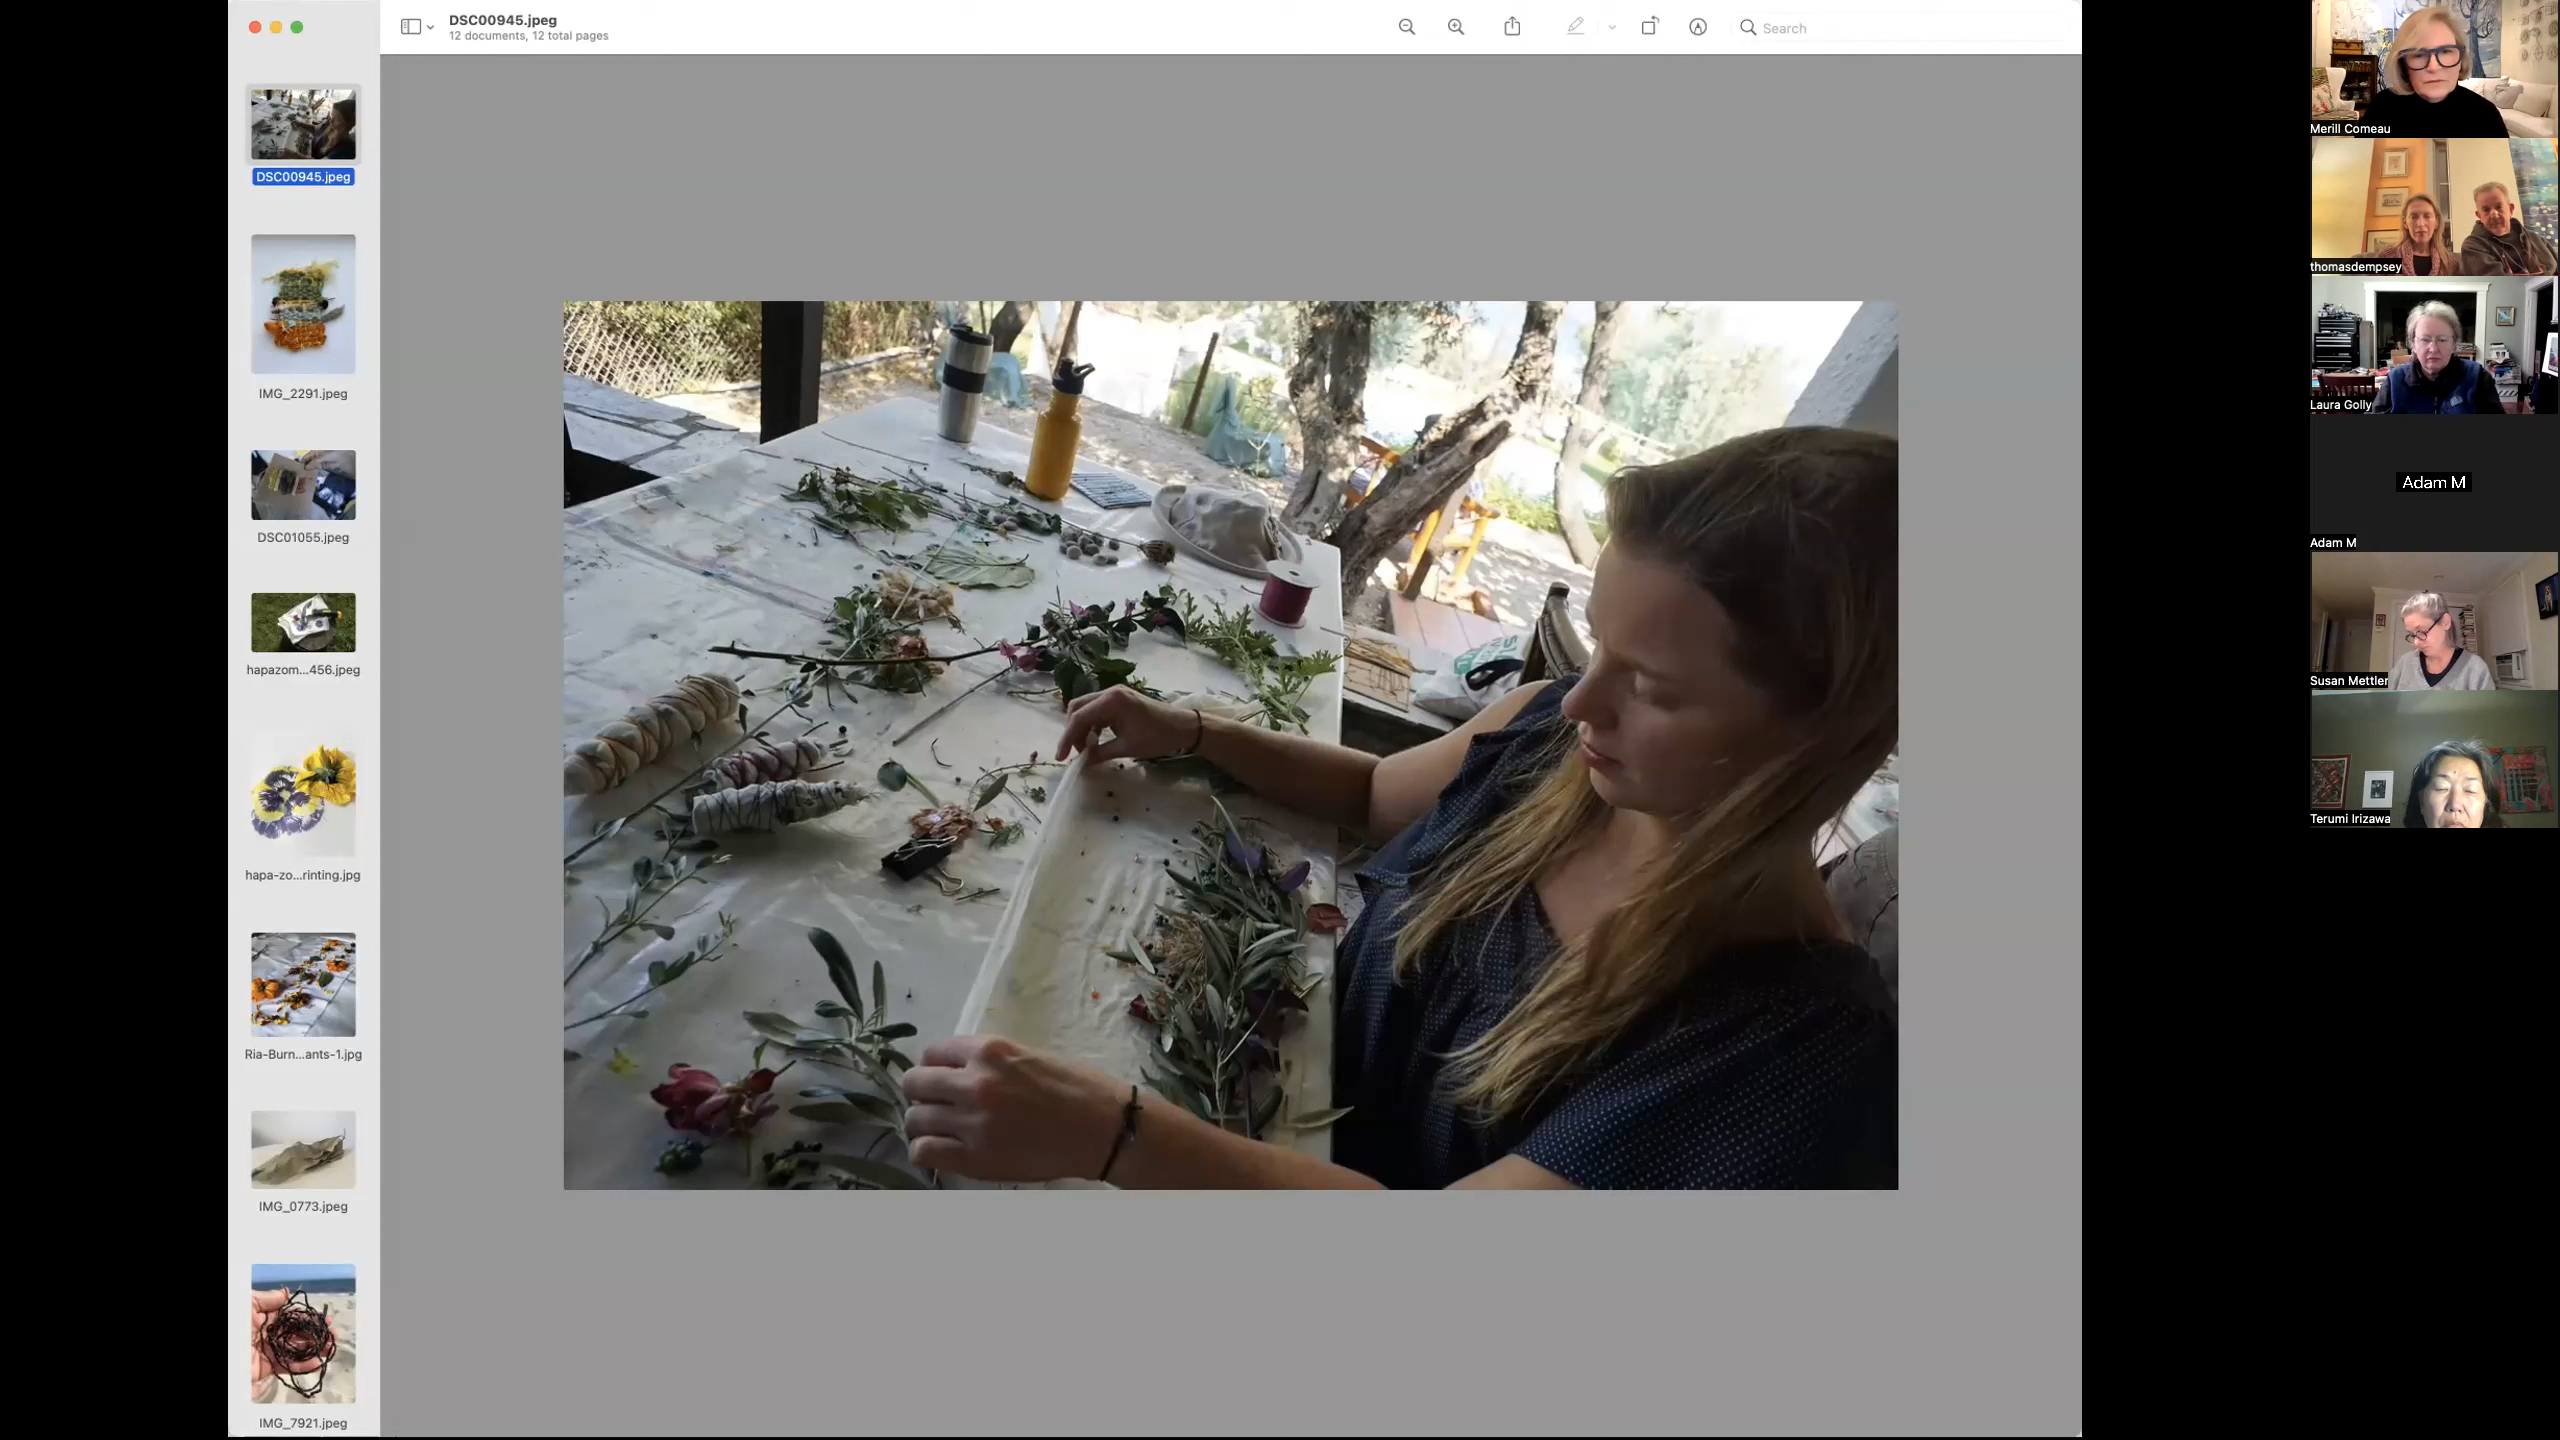 DSC00945.jpeg
12 documents, 12 total pages
Search
DSC00945.jpeg
IMG_2291.jpeg
DSC01055.jpeg
hapazom...456.jpeg
hapa-zo...rinting.jpg
Ria-Burn...ants-1.jpg
IMG_0773.jpeg
IMG_7921.jpeg
Merill Comeau
thomasdempsey
Laura Golly
Adam M
Adam M
Susan Mettler
Terumi Irizawa